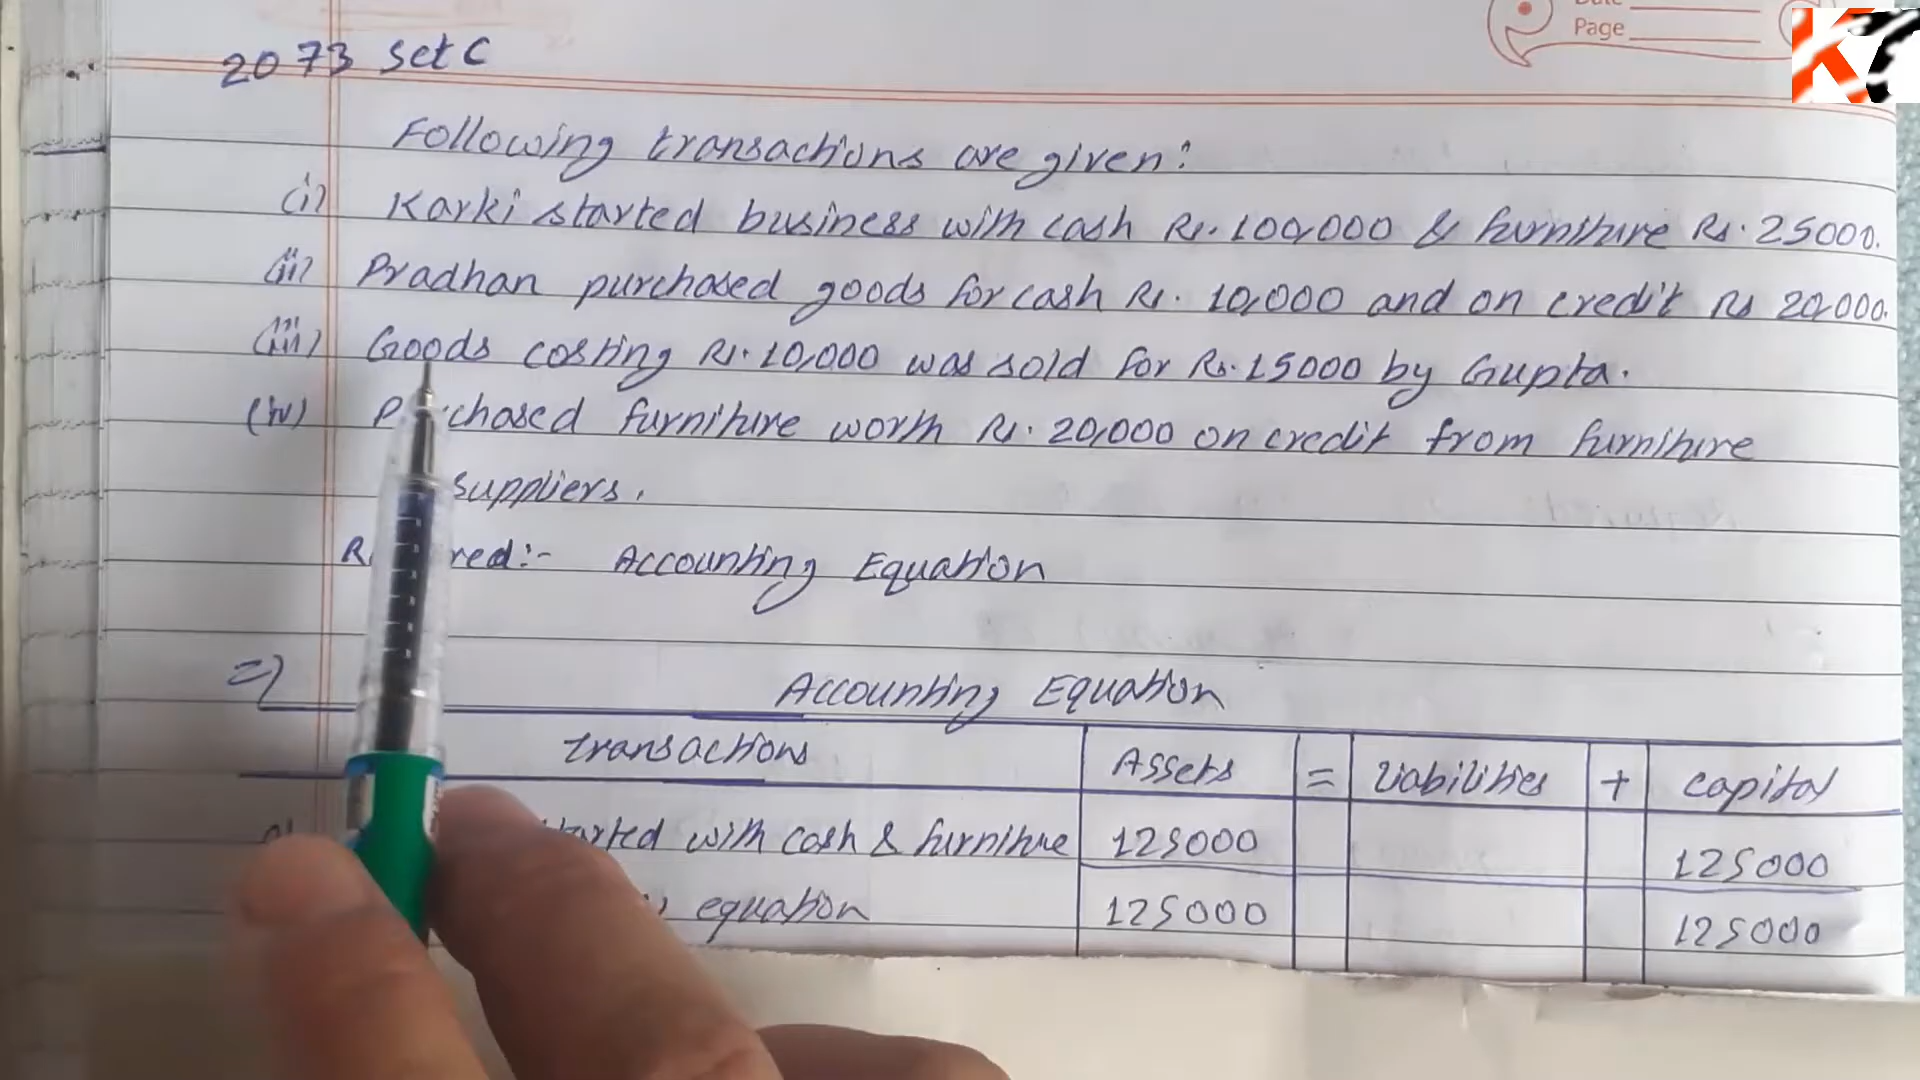 Date
Page
2073 set C
Following transactions are given:
(i) Karki started business with cash Rs. 100,000 & furniture Rs. 25000.
(ii) Pradhan purchased goods for cash Rs. 10,000 and on credit Rs 20,000.
(iii) Goods costing Rs. 10,000 was sold for Rs. 15000 by Gupta.
(iv) Purchased furniture worth Rs. 20,000 on credit from furniture
suppliers.
Required:- Accounting Equation
=) Accounting Equation
transactions Assets = Liabilities + capital
started with cash & furniture 125000 125000
equation 125000 125000